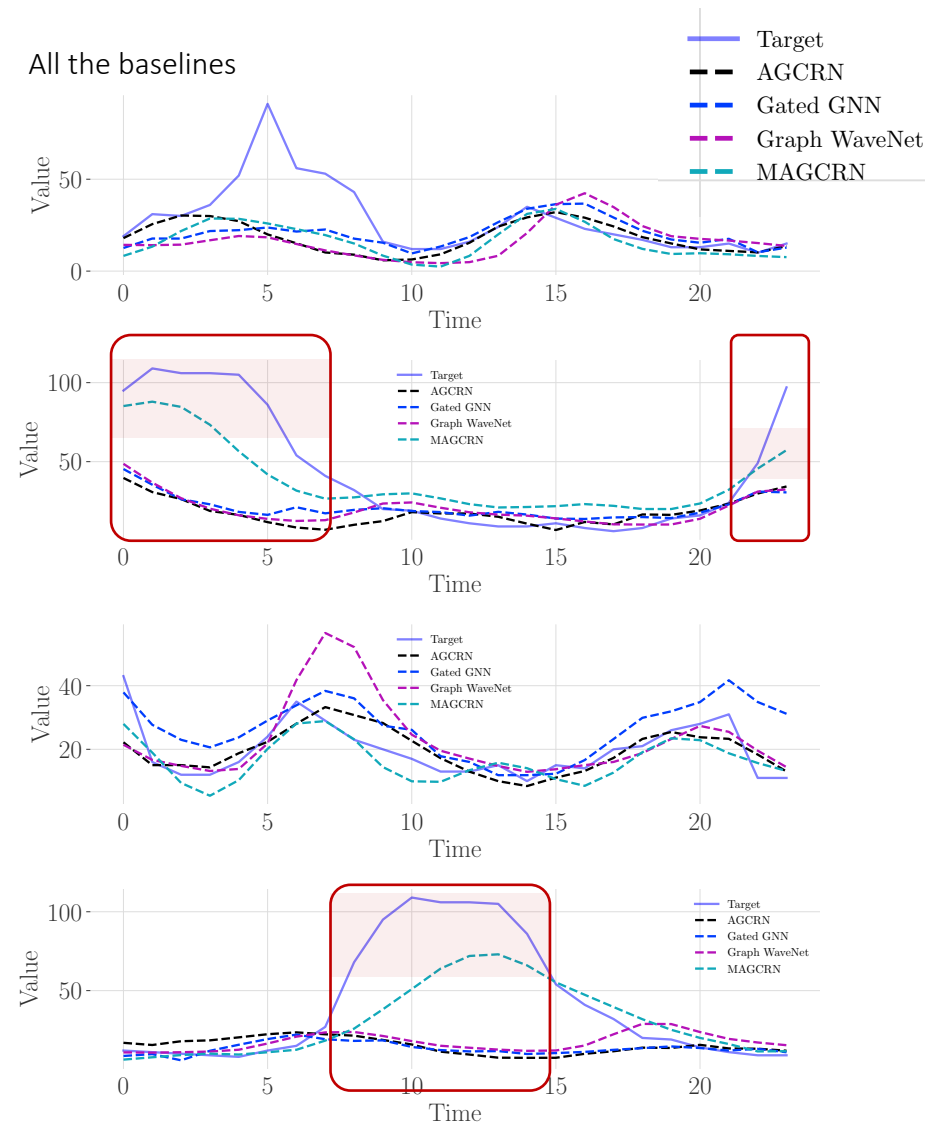 All the baselines
Target
AGCRN
Gated GNN
Graph WaveNet
MAGCRN
Value
50
0
0 5 10 15 20
Time
Value
100
50
Target
AGCRN
Gated GNN
Graph WaveNet
MAGCRN
0 5 10 15 20
Time
Value
40
20
Target
AGCRN
Gated GNN
Graph WaveNet
MAGCRN
0 5 10 15 20
Time
Value
100
50
Target
AGCRN
Gated GNN
Graph WaveNet
MAGCRN
0 5 10 15 20
Time